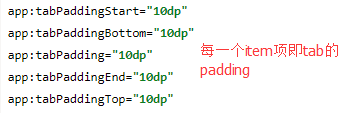 app:tabPaddingStart="10dp"
app:tabPaddingBottom="10dp"
app:tabPadding="10dp"
app:tabPaddingEnd="10dp"
app:tabPaddingTop="10dp"
每一个item项即tab的
padding